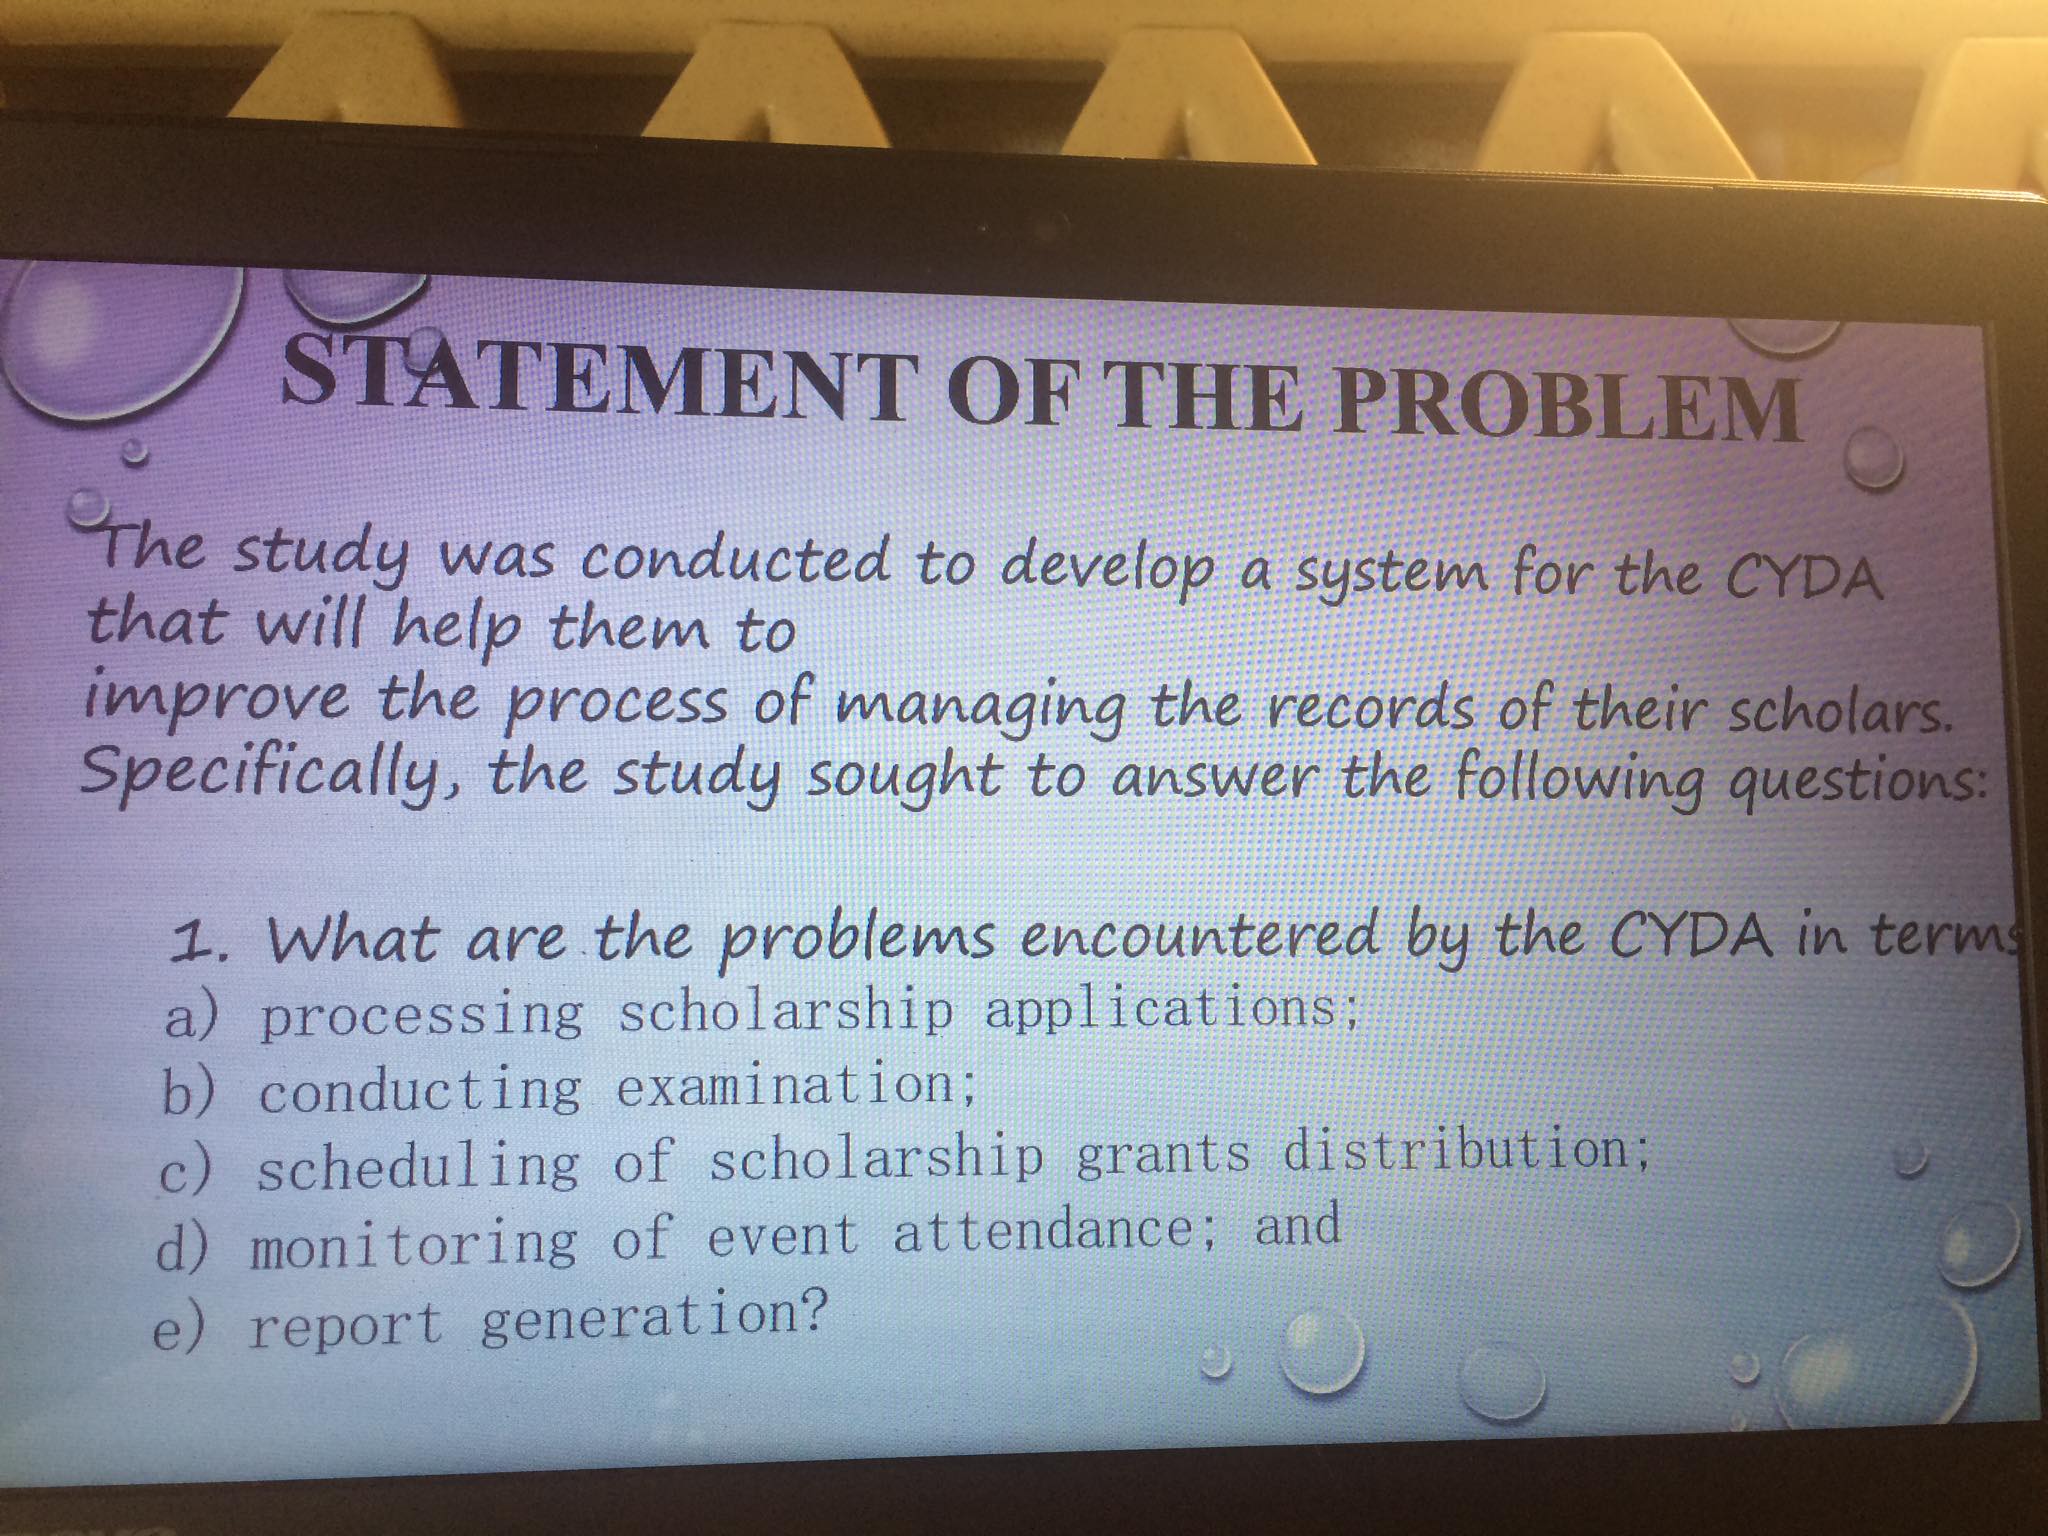 STATEMENT OF THE PROBLEM
The study was conducted to develop a system for the CYDA
that will help them to
improve the process of managing the records of their scholars.
Specifically, the study sought to answer the following questions:
1. What are the problems encountered by the CYDA in terms
a) processing scholarship applications;
b) conducting examination;
c) scheduling of scholarship grants distribution;
d) monitoring of event attendance; and
e) report generation?